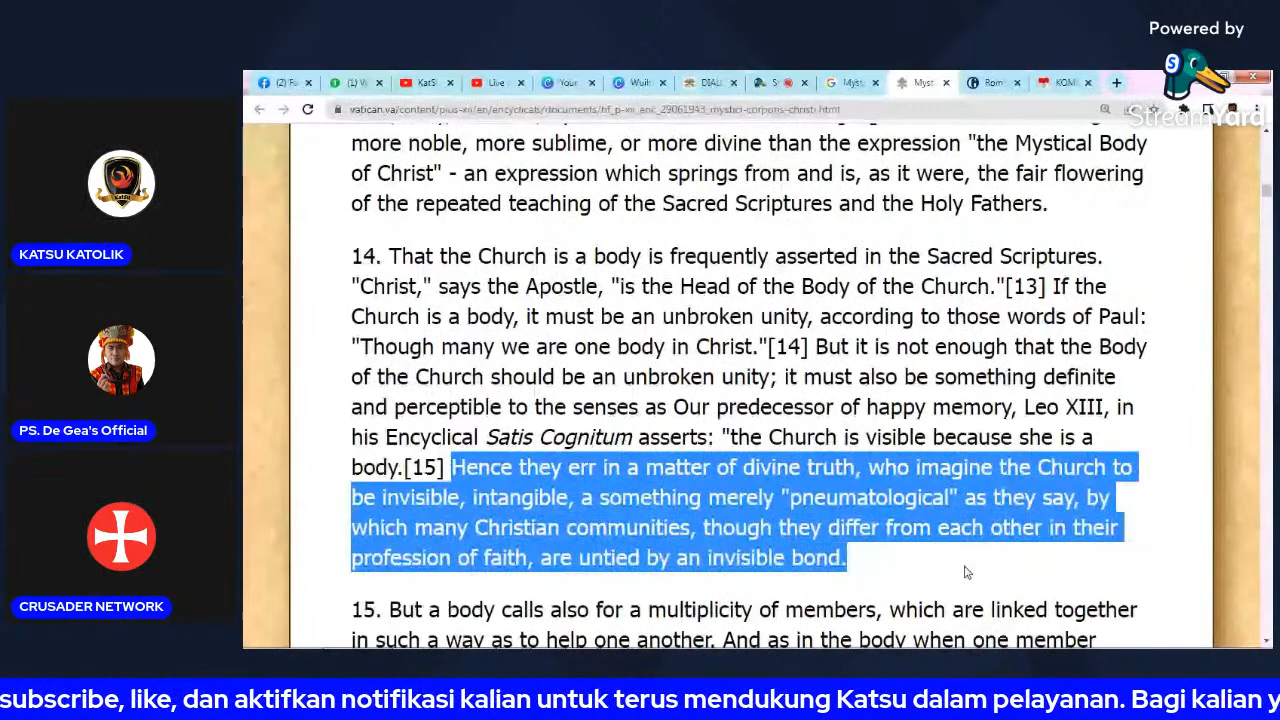 Powered by
StreamYard
(2) Fa
(1) V
KatS
Live
Your
Wuih
DIAL
S
Myss
Myst
Rom
KOM
vatican.va/content/pius-xii/en/encyclicals/documents/hf_p-xii_enc_29061943_mystici-corporis-christi.html
more noble, more sublime, or more divine than the expression "the Mystical Body
of Christ" - an expression which springs from and is, as it were, the fair flowering
of the repeated teaching of the Sacred Scriptures and the Holy Fathers.
14. That the Church is a body is frequently asserted in the Sacred Scriptures.
"Christ," says the Apostle, "is the Head of the Body of the Church."[13] If the
Church is a body, it must be an unbroken unity, according to those words of Paul:
"Though many we are one body in Christ."[14] But it is not enough that the Body
of the Church should be an unbroken unity; it must also be something definite
and perceptible to the senses as Our predecessor of happy memory, Leo XIII, in
his Encyclical Satis Cognitum asserts: "the Church is visible because she is a
body.[15] Hence they err in a matter of divine truth, who imagine the Church to
be invisible, intangible, a something merely "pneumatological" as they say, by
which many Christian communities, though they differ from each other in their
profession of faith, are untied by an invisible bond.
15. But a body calls also for a multiplicity of members, which are linked together
in such a way as to help one another. And as in the body when one member
Katsu
KATSU KATOLIK
PS. De Gea's Official
CRUSADER NETWORK
subscribe, like, dan aktifkan notifikasi kalian untuk terus mendukung Katsu dalam pelayanan. Bagi kalian y